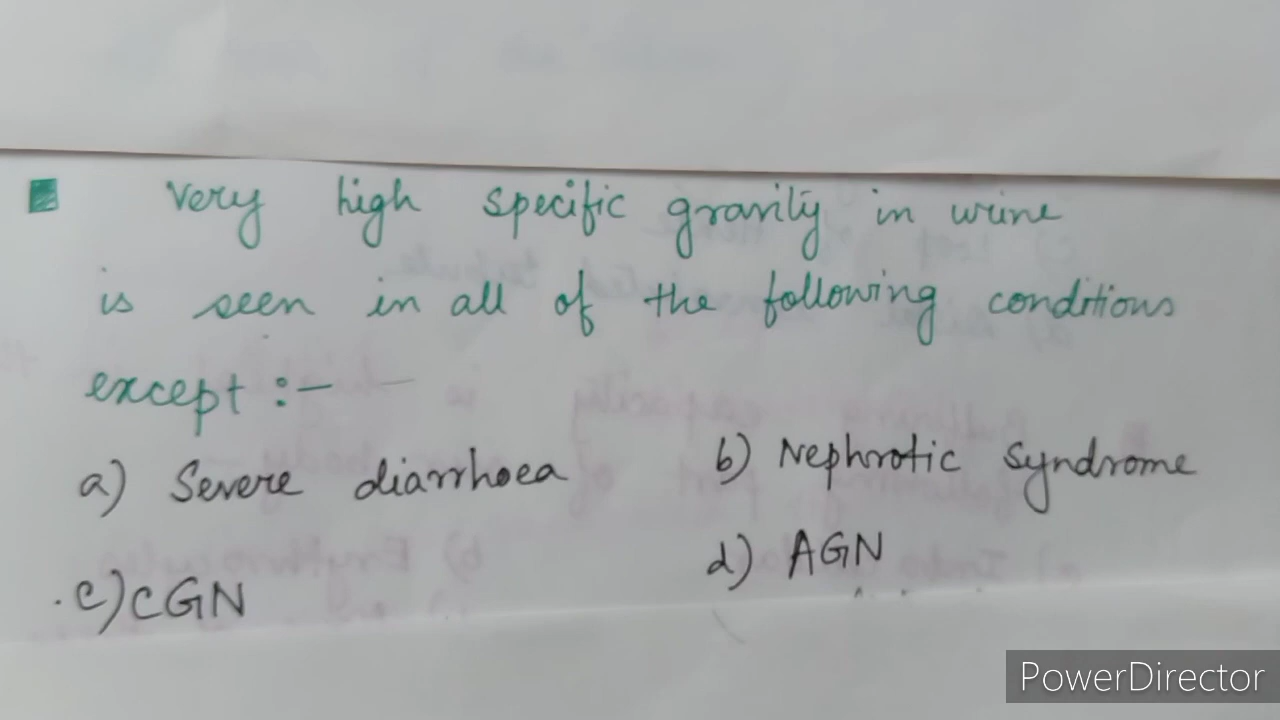 Very high specific gravity in urine
is seen in all of the following conditions
except :-
a) Severe diarrhoea
b) Nephrotic Syndrome
c) CGN
d) AGN
PowerDirector